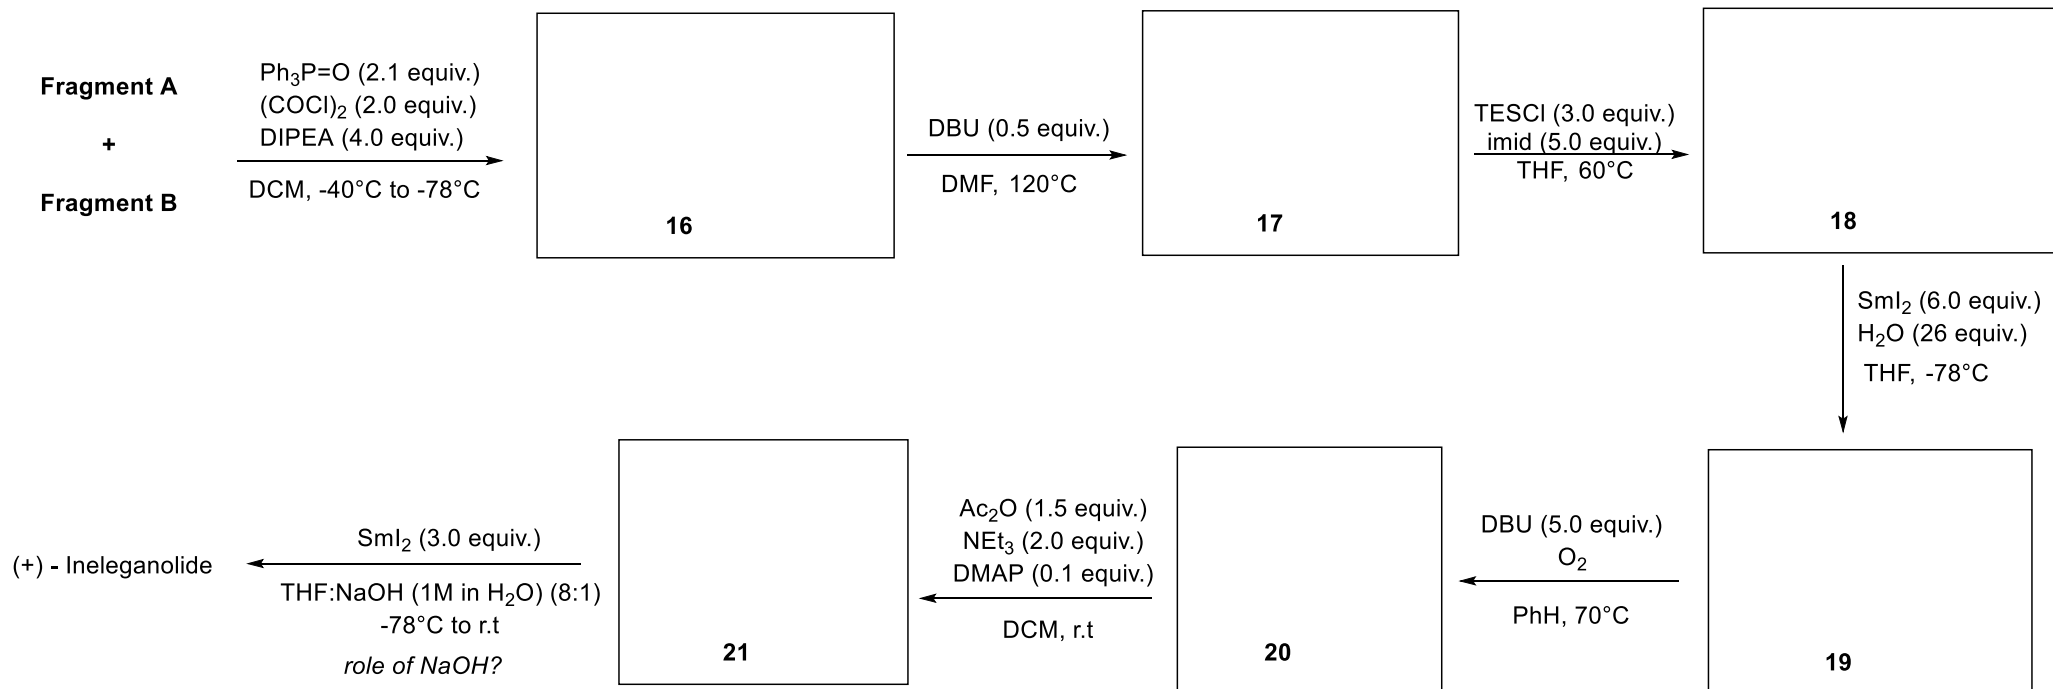 Fragment A
+
Fragment B
Ph3P=O (2.1 equiv.)
(COCl)2 (2.0 equiv.)
DIPEA (4.0 equiv.)
DCM, -40°C to -78°C
16
DBU (0.5 equiv.)
DMF, 120°C
17
TESCl (3.0 equiv.)
imid (5.0 equiv.)
THF, 60°C
18
SmI2 (6.0 equiv.)
H2O (26 equiv.)
THF, -78°C
19
DBU (5.0 equiv.)
O2
PhH, 70°C
20
Ac2O (1.5 equiv.)
NEt3 (2.0 equiv.)
DMAP (0.1 equiv.)
DCM, r.t
21
SmI2 (3.0 equiv.)
THF:NaOH (1M in H2O) (8:1)
-78°C to r.t
role of NaOH?
(+) - Ineleganolide